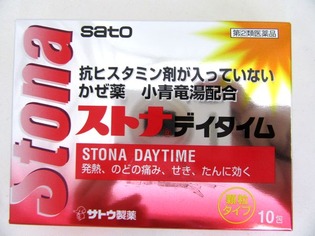 Stona
sato
第②類医薬品
抗ヒスタミン剤が入っていない
かぜ薬 小青竜湯配合
ストナデイタイム
STONA DAYTIME
発熱、のどの痛み、せき、たんに効く
顆粒
タイプ
サトウ製薬
10包